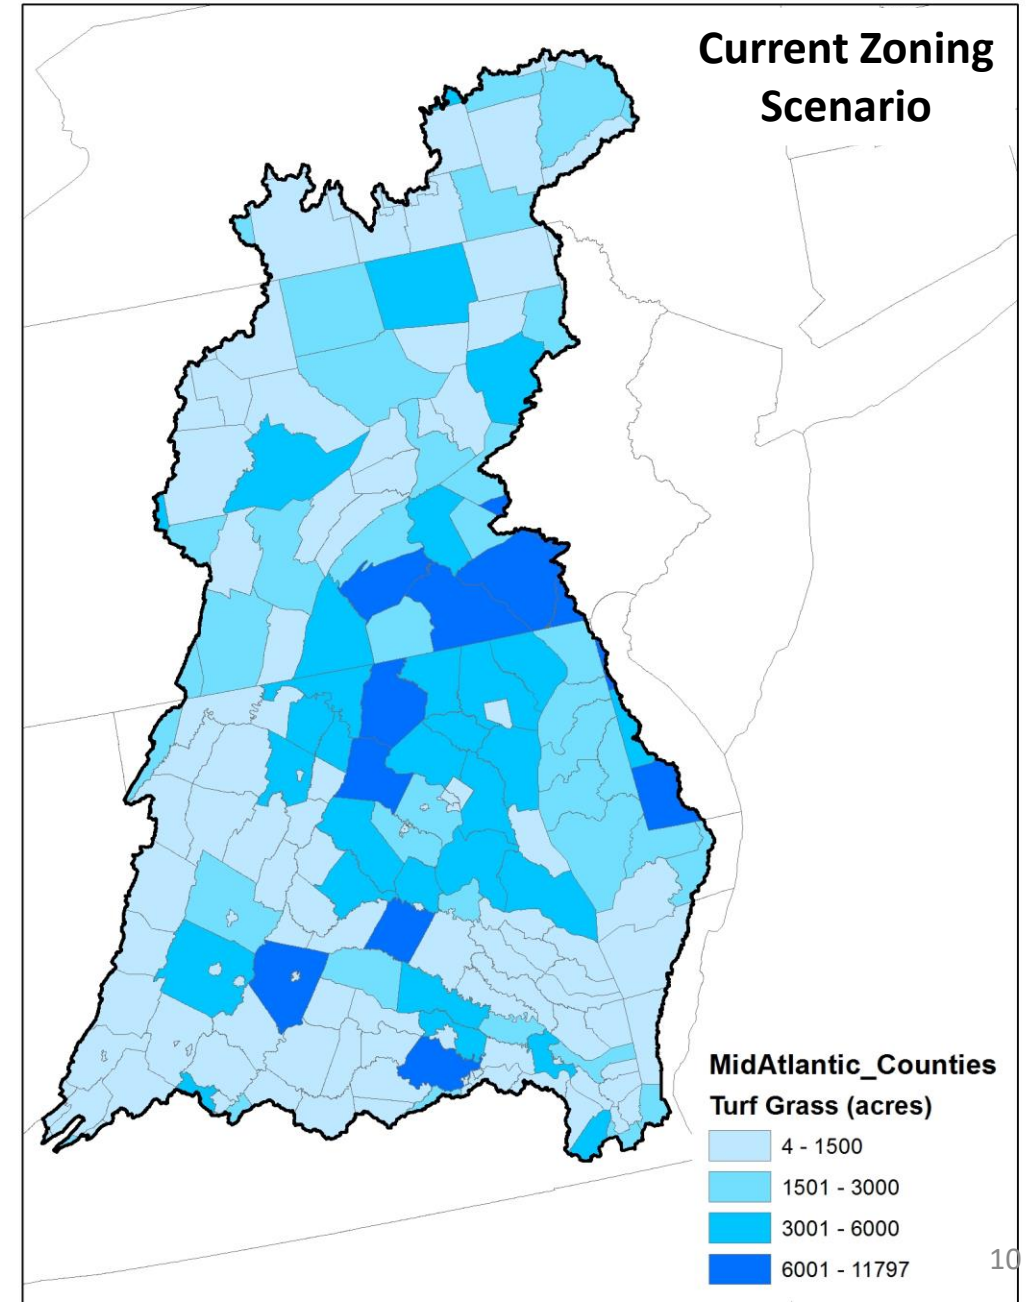 Current Zoning
Scenario
MidAtlantic_Counties
Turf Grass (acres)
4 - 1500
1501 - 3000
3001 - 6000
6001 - 11797
10